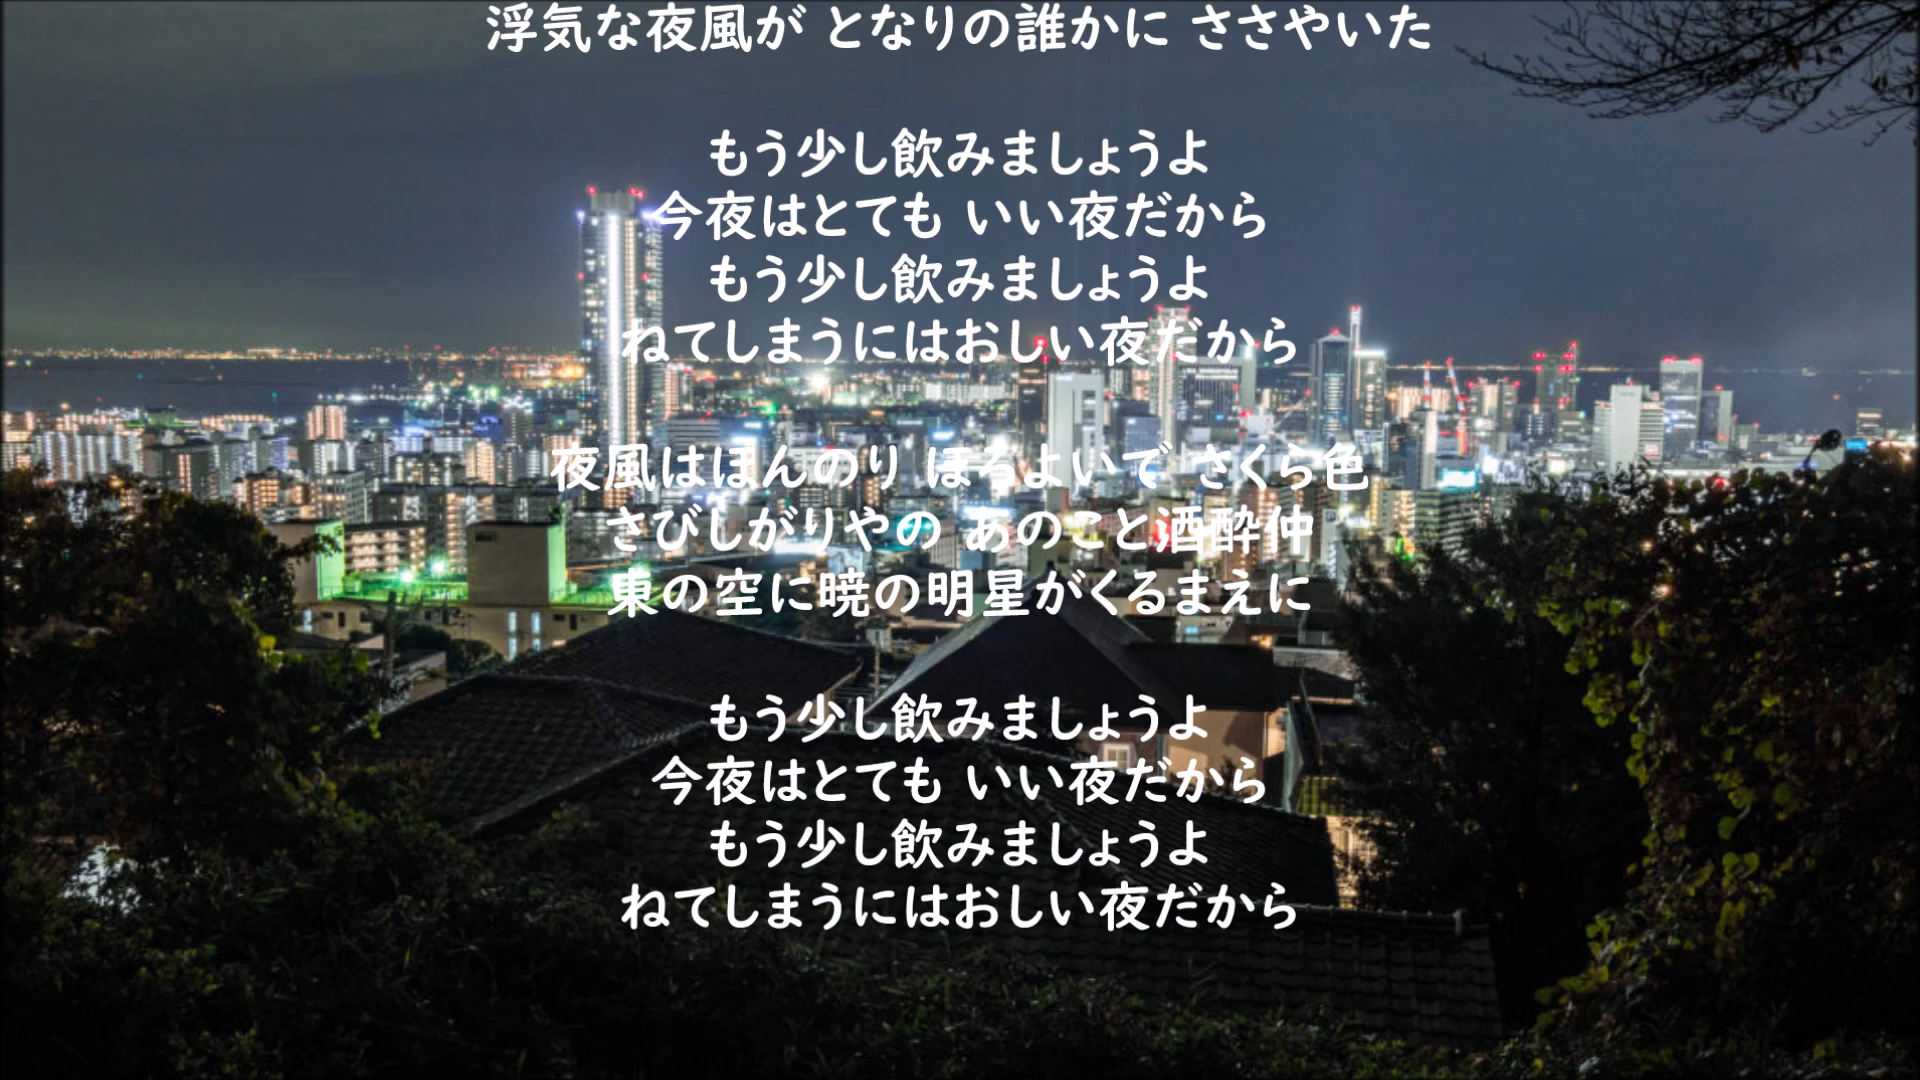 浮気な夜風が となりの誰かに ささやいた
もう少し飲みましょうよ
今夜はとても いい夜だから
もう少し飲みましょうよ
ねてしまうにはおしい夜だから
夜風はほんのり ほろよいで さくら色
さびしがりやの あのこと酒酔仲
東の空に暁の明星がくるまえに
もう少し飲みましょうよ
今夜はとても いい夜だから
もう少し飲みましょうよ
ねてしまうにはおしい夜だから